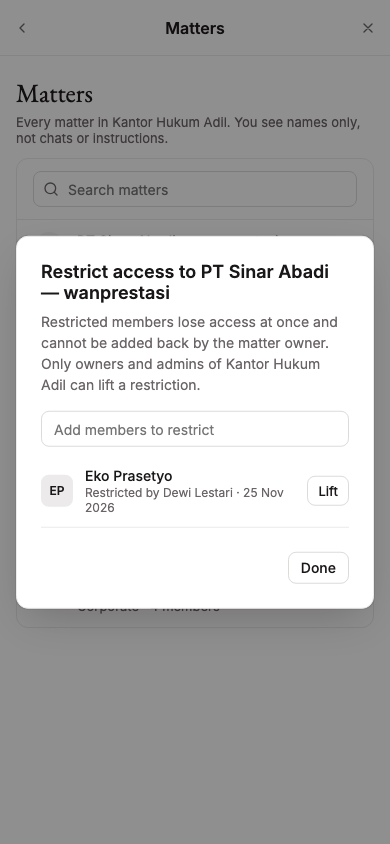 Matters
Matters
Every matter in Kantor Hukum Adil. You see names only,
not chats or instructions.
Search matters
Restrict access to PT Sinar Abadi
— wanprestasi
Restricted members lose access at once and
cannot be added back by the matter owner.
Only owners and admins of Kantor Hukum
Adil can lift a restriction.
Add members to restrict
EP
Eko Prasetyo
Restricted by Dewi Lestari · 25 Nov
2026
Lift
Done